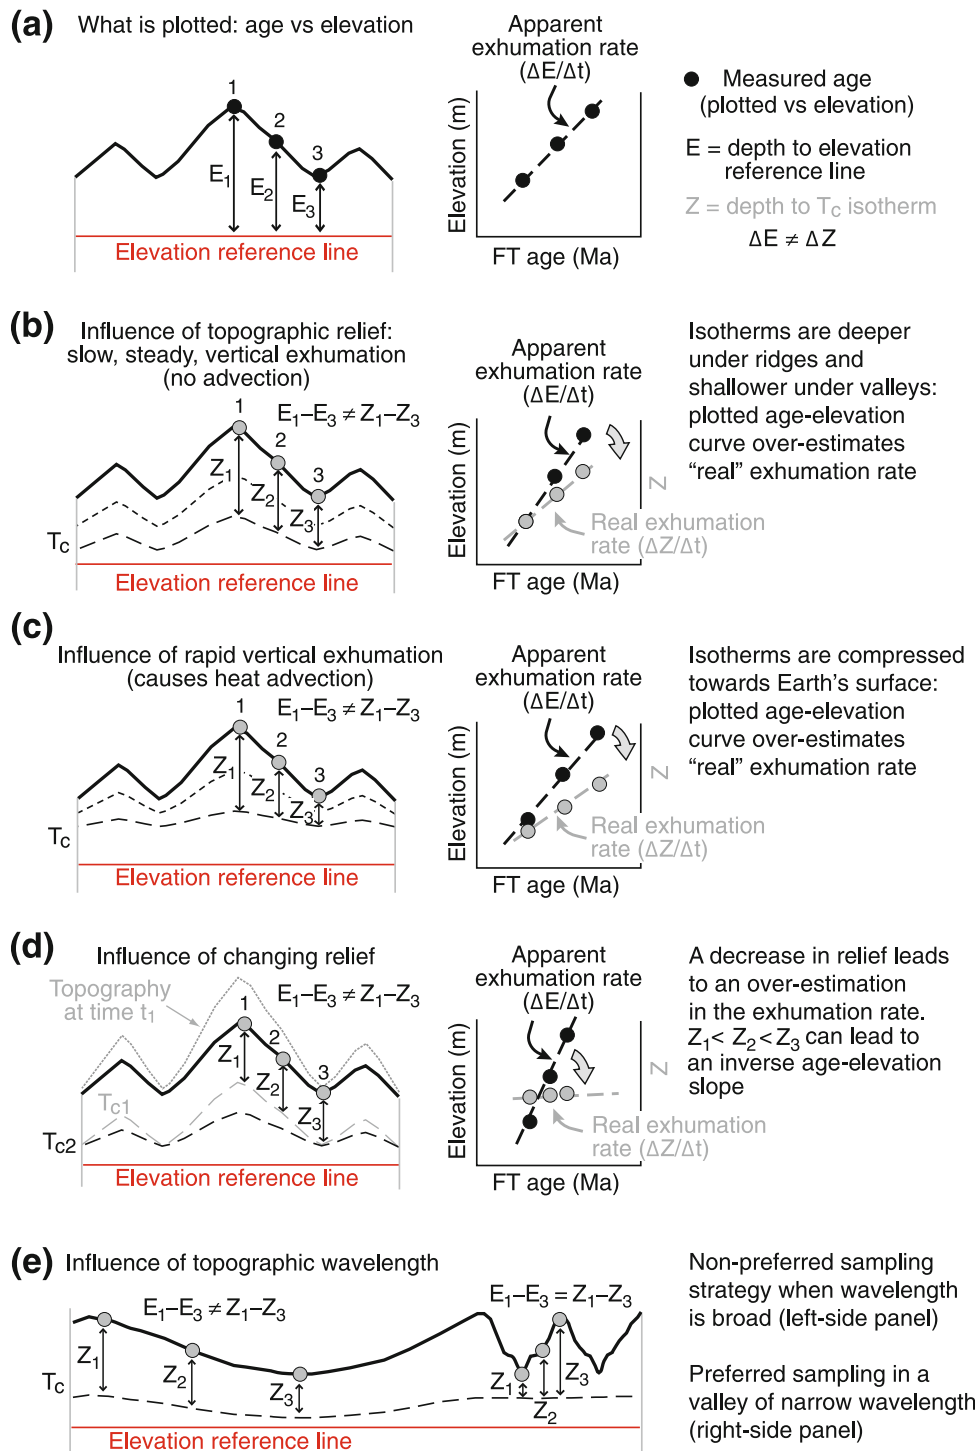 (a) What is plotted: age vs elevation
1
2
3
E1
E2
E3
Elevation reference line
Apparent
exhumation rate
(ΔE/Δt)
Elevation (m)
FT age (Ma)
Measured age
(plotted vs elevation)
E = depth to elevation
reference line
Z = depth to Tc isotherm
ΔE ≠ ΔZ
(b)
Influence of topographic relief:
slow, steady, vertical exhumation
(no advection)
E1–E3 ≠ Z1–Z3
1
2
3
Z1
Z2
Z3
Tc
Elevation reference line
Apparent
exhumation rate
(ΔE/Δt)
Elevation (m)
Z
Real exhumation
rate (ΔZ/Δt)
FT age (Ma)
Isotherms are deeper
under ridges and
shallower under valleys:
plotted age-elevation
curve over-estimates
“real” exhumation rate
(c)
Influence of rapid vertical exhumation
(causes heat advection)
E1–E3 ≠ Z1–Z3
1
2
3
Z1
Z2
Z3
Tc
Elevation reference line
Apparent
exhumation rate
(ΔE/Δt)
Elevation (m)
Z
Real exhumation
rate (ΔZ/Δt)
FT age (Ma)
Isotherms are compressed
towards Earth’s surface:
plotted age-elevation
curve over-estimates
“real” exhumation rate
(d)
Influence of changing relief
Topography
at time t1
E1–E3 ≠ Z1–Z3
1
2
3
Z1
Z2
Z3
Tc1
Tc2
Elevation reference line
Apparent
exhumation rate
(ΔE/Δt)
Elevation (m)
Z
Real exhumation
rate (ΔZ/Δt)
FT age (Ma)
A decrease in relief leads
to an over-estimation
in the exhumation rate.
Z1< Z2<Z3 can lead to
an inverse age-elevation
slope
(e) Influence of topographic wavelength
E1–E3 ≠ Z1–Z3
E1–E3 = Z1–Z3
Z1
Z2
Z3
Z1
Z2
Z3
Tc
Elevation reference line
Non-preferred sampling
strategy when wavelength
is broad (left-side panel)
Preferred sampling in a
valley of narrow wavelength
(right-side panel)